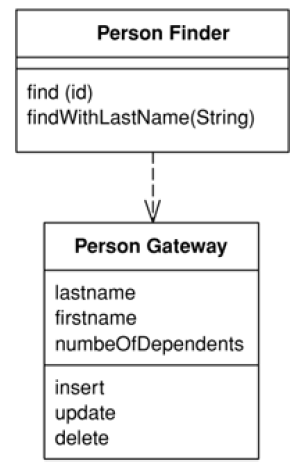 Person Finder
find (id)
findWithLastName(String)
Person Gateway
lastname
firstname
numbeOfDependents
insert
update
delete